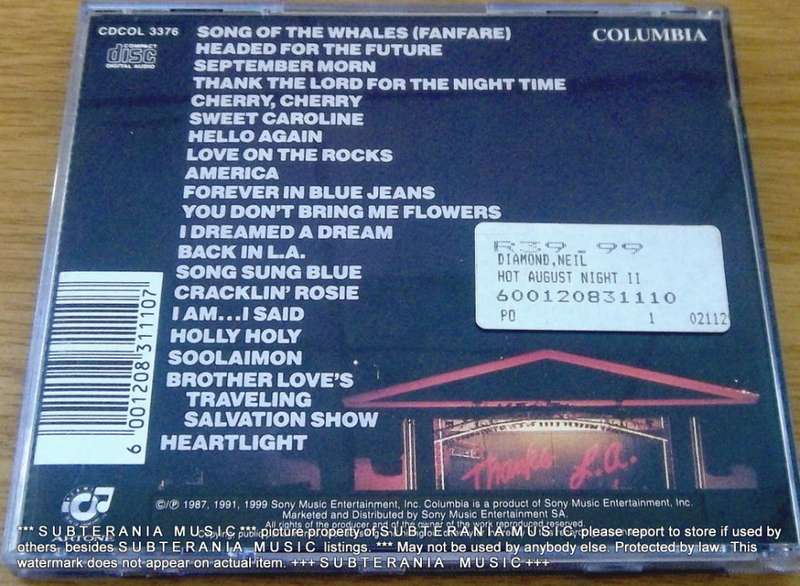 CDCOL 3376
COMPACT
disc
DIGITAL AUDIO
COLUMBIA
SONG OF THE WHALES (FANFARE)
HEADED FOR THE FUTURE
SEPTEMBER MORN
THANK THE LORD FOR THE NIGHT TIME
CHERRY, CHERRY
SWEET CAROLINE
HELLO AGAIN
LOVE ON THE ROCKS
AMERICA
FOREVER IN BLUE JEANS
YOU DON'T BRING ME FLOWERS
I DREAMED A DREAM
BACK IN L.A.
SONG SUNG BLUE
CRACKLIN' ROSIE
I AM...I SAID
HOLLY HOLY
SOOLAIMON
BROTHER LOVE'S
TRAVELING
SALVATION SHOW
HEARTLIGHT
R39.99
DIAMOND,NEIL
HOT AUGUST NIGHT II
600120831110
PO 1 02112
6 001208 311107
Thanks L.A.
©/℗ 1987, 1991, 1999 Sony Music Entertainment, Inc. Columbia is a product of Sony Music Entertainment, Inc.
Marketed and Distributed by Sony Music Entertainment SA.
All rights of the producer and of the owner of the work reproduced reserved.
*** S U B T E R A N I A M U S I C *** picture property of S U B T E R A N I A M U S I C, please report to store if used by
others, besides S U B T E R A N I A M U S I C listings. *** May not be used by anybody else. Protected by law. This
watermark does not appear on actual item. +++ S U B T E R A N I A M U S I C +++